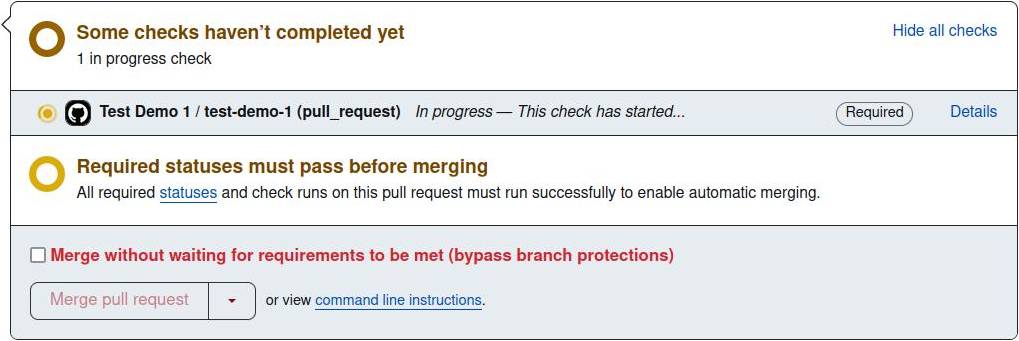 Some checks haven’t completed yet
Hide all checks
1 in progress check
Test Demo 1 / test-demo-1 (pull_request) In progress — This check has started... Required Details
Required statuses must pass before merging
All required statuses and check runs on this pull request must run successfully to enable automatic merging.
Merge without waiting for requirements to be met (bypass branch protections)
Merge pull request or view command line instructions.